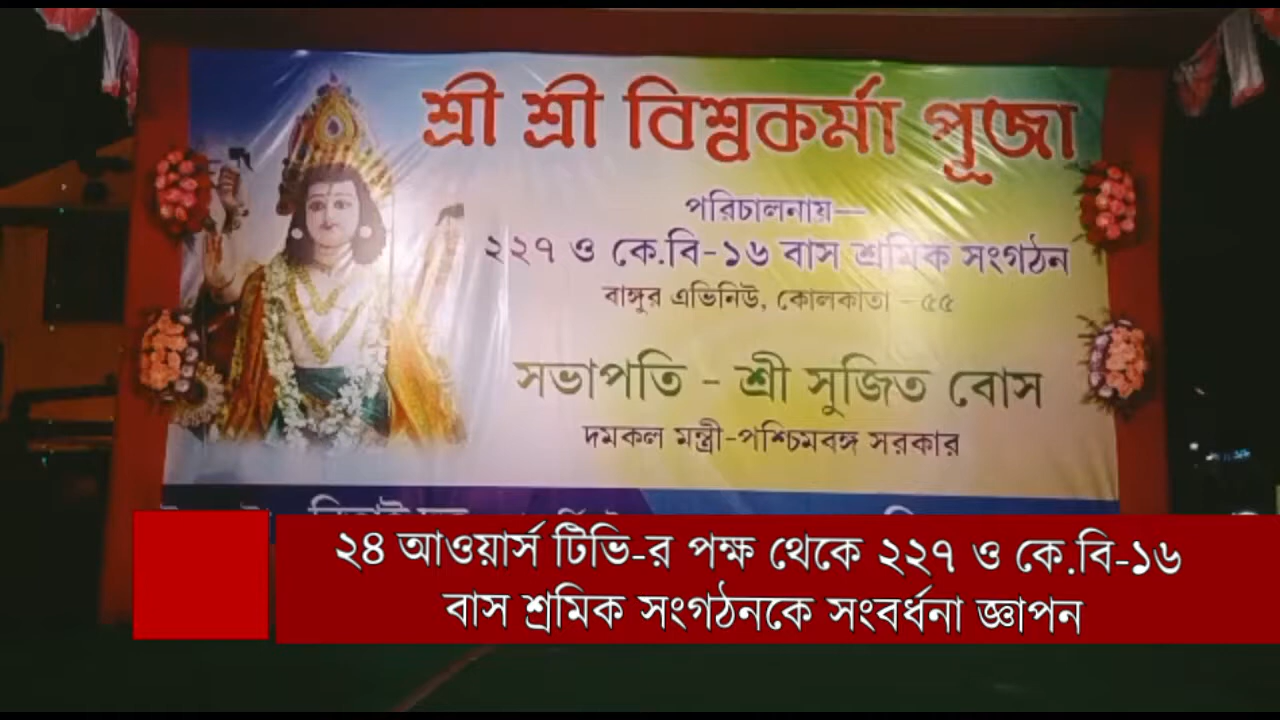 শ্রী শ্রী বিশ্বকর্মা পূজা
পরিচালনায়—
২২৭ ও কে.বি-১৬ বাস শ্রমিক সংগঠন
বাঙ্গুর এভিনিউ, কোলকাতা - ৫৫
সভাপতি - শ্রী সুজিত বোস
দমকল মন্ত্রী-পশ্চিমবঙ্গ সরকার
২৪ আওয়ার্স টিভি-র পক্ষ থেকে ২২৭ ও কে.বি-১৬
বাস শ্রমিক সংগঠনকে সংবর্ধনা জ্ঞাপন